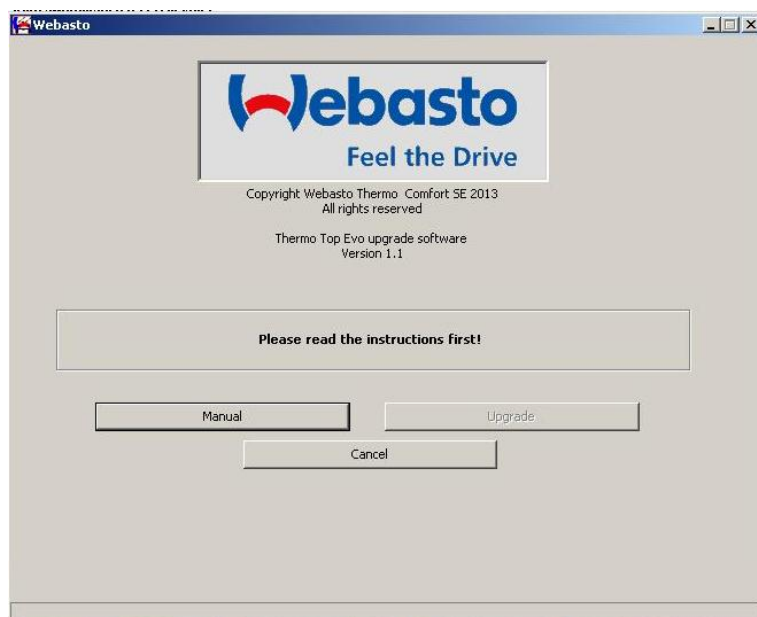 Webasto
Webasto
Feel the Drive
Copyright Webasto Thermo Comfort SE 2013
All rights reserved
Thermo Top Evo upgrade software
Version 1.1
Please read the instructions first!
Manual
Upgrade
Cancel